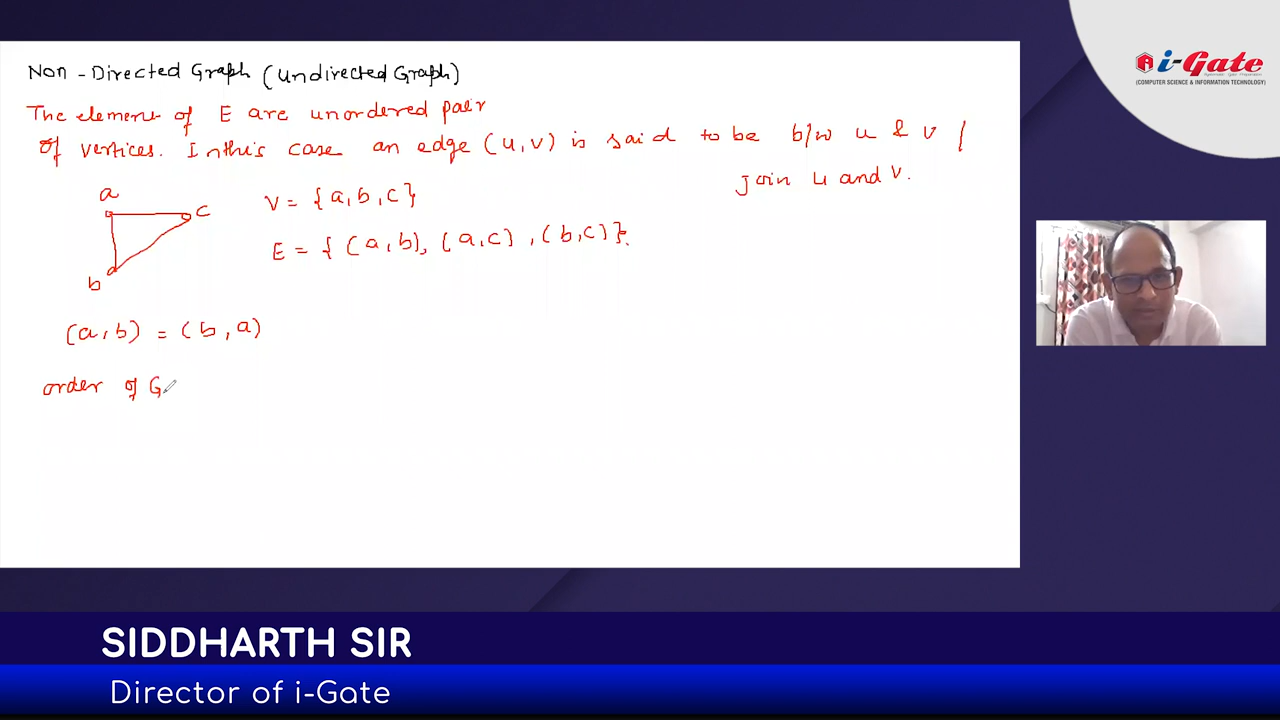 Non-Directed Graph (Undirected Graph)
The element of E are unordered pair
of vertices. In this case an edge (u,v) is said to be b/w u & v /
join u and v.
a
c
b
V = {a, b, c}
E = { (a,b), (a,c), (b,c)}.
(a,b) = (b,a)
order of G
i-Gate
(COMPUTER SCIENCE & INFORMATION TECHNOLOGY)
SIDDHARTH SIR
Director of i-Gate